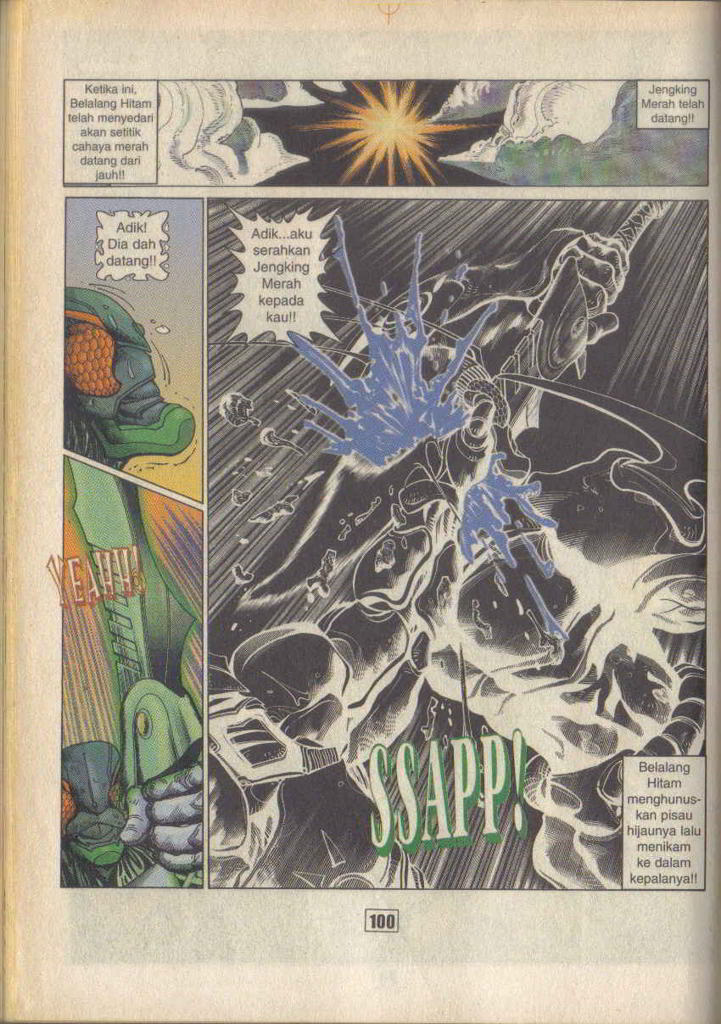 Ketika ini,
Belalang Hitam
telah menyedari
akan setitik
cahaya merah
datang dari
jauh!!
Jengking
Merah telah
datang!!
Adik!
Dia dah
datang!!
YEAHH!
Adik...aku
serahkan
Jengking
Merah
kepada
kau!!
SSAPP!
Belalang
Hitam
menghunus-
kan pisau
hijaunya lalu
menikam
ke dalam
kepalanya!!
100